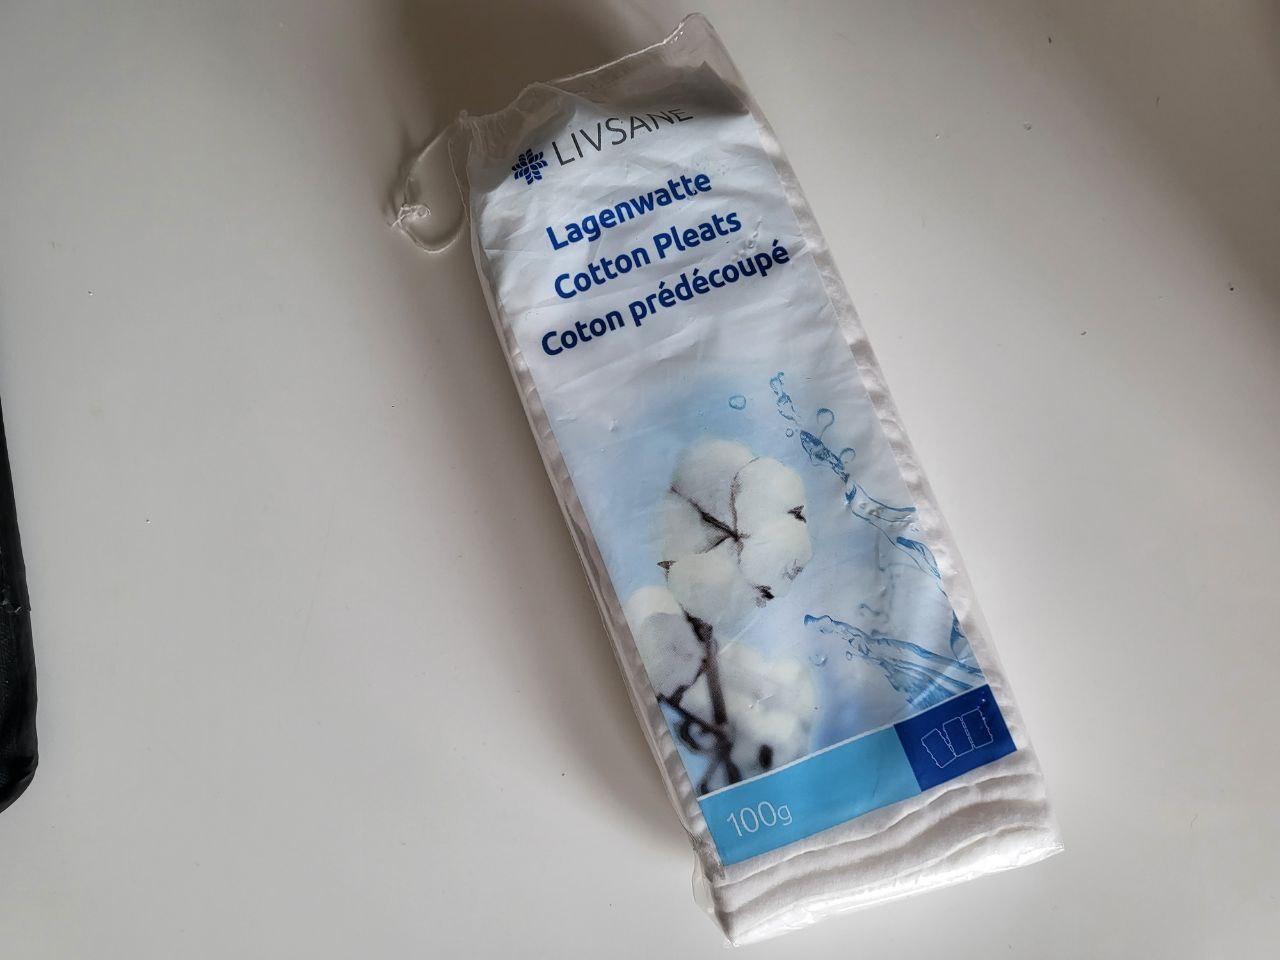 LIVSANE
Lagenwatte
Cotton Pleats
Coton prédécoupé
100g